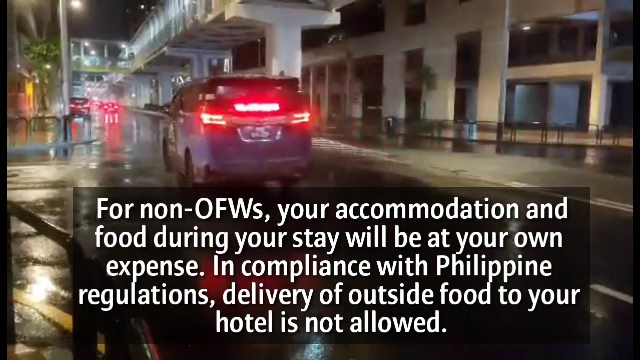 For non-OFWs, your accommodation and
food during your stay will be at your own
expense. In compliance with Philippine
regulations, delivery of outside food to your
hotel is not allowed.